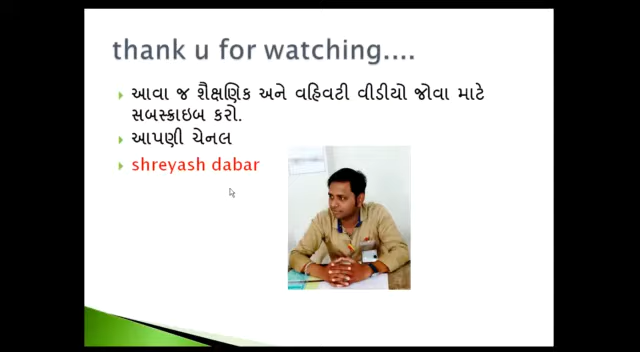 thank u for watching....
આવા જ શૈક્ષણિક અને વહિવટી વીડીયો જોવા માટે
સબસ્ક્રાઇબ કરો.
આપણી ચેનલ
shreyash dabar